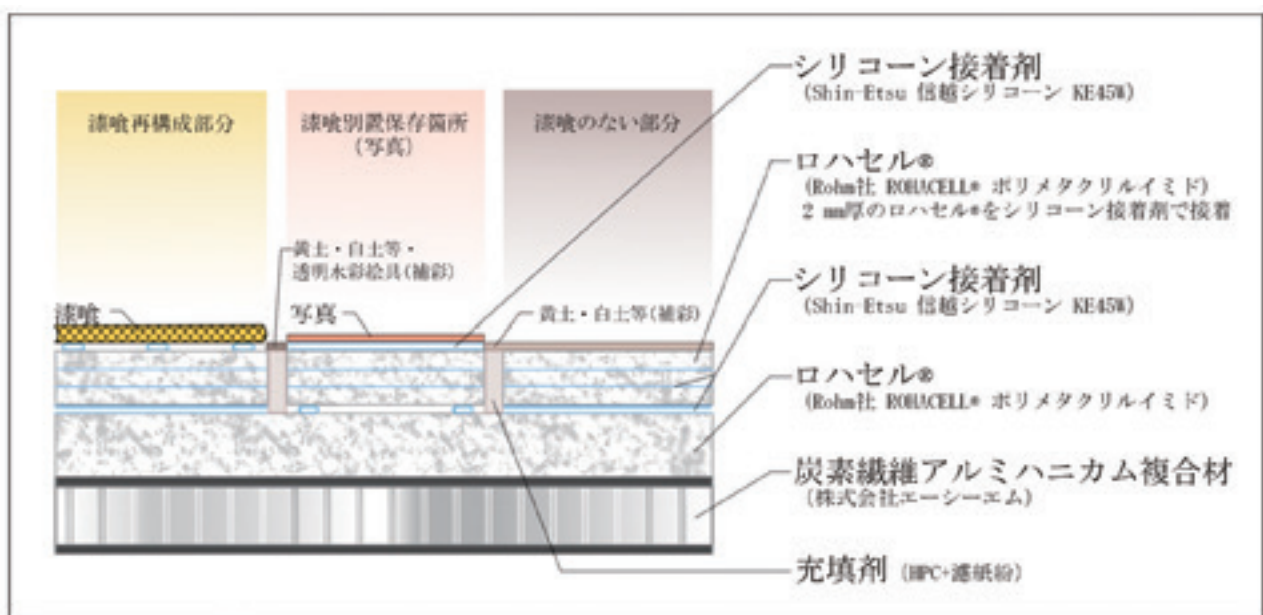 漆喰再構成部分
漆喰別置保存箇所
(写真)
漆喰のない部分
黄土・白土等・
透明水彩絵具(補彩)
漆喰
写真
黄土・白土等(補彩)
シリコーン接着剤
(Shin-Etsu 信越シリコーン KE45W)
ロハセル®
(Rohm社 ROHACELL® ポリメタクリルイミド)
2 mm厚のロハセル®をシリコーン接着剤で接着
シリコーン接着剤
(Shin-Etsu 信越シリコーン KE45W)
ロハセル®
(Rohm社 ROHACELL® ポリメタクリルイミド)
炭素繊維アルミハニカム複合材
(株式会社エーシーエム)
充填剤 (HPC+濾紙粉)